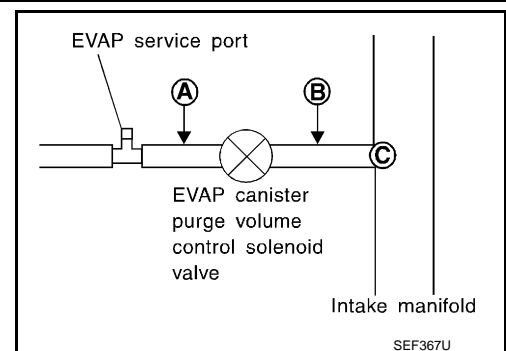 EVAP service port
A
B
C
EVAP canister
purge volume
control solenoid
valve
Intake manifold
SEF367U